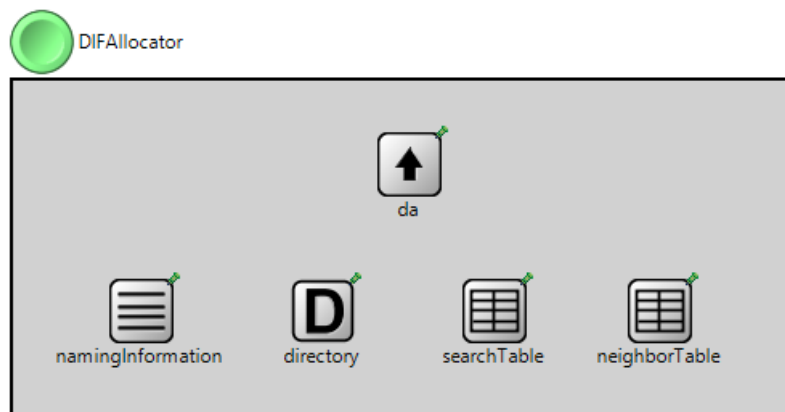 DIFAllocator
da
D
namingInformation directory searchTable neighborTable